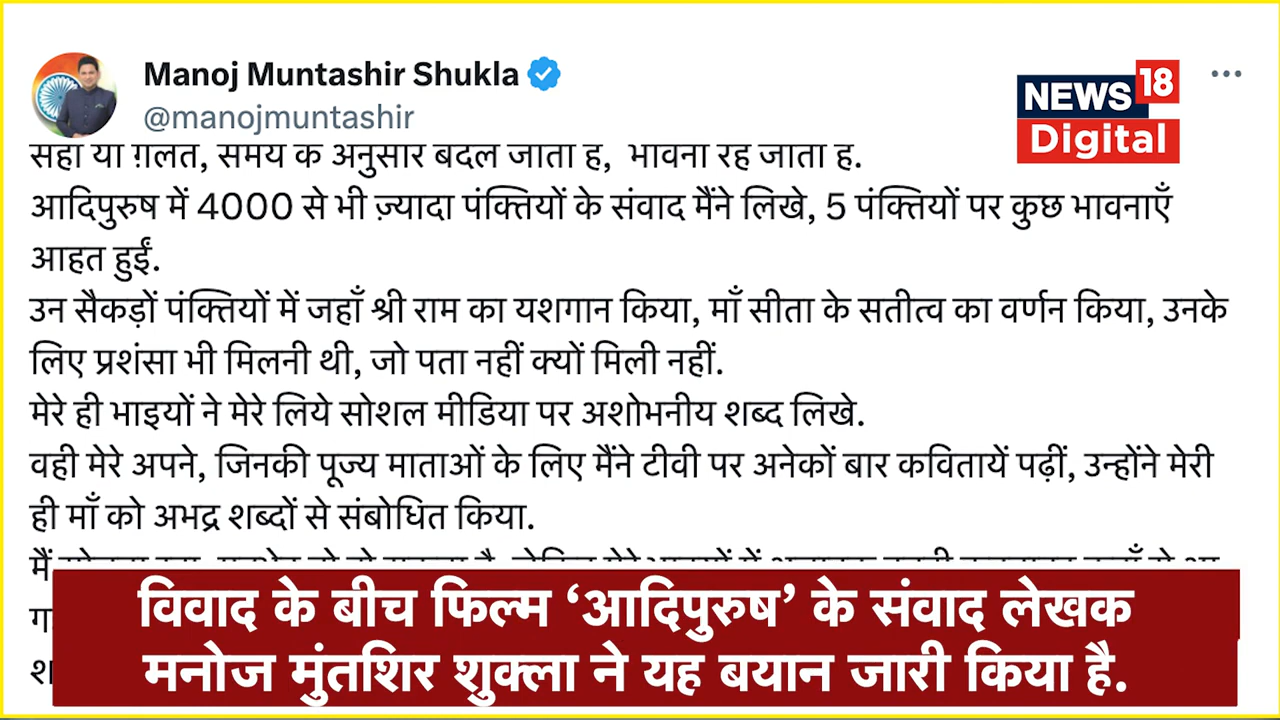 Manoj Muntashir Shukla
@manojmuntashir
NEWS 18
Digital
सही या ग़लत, समय के अनुसार बदल जाता है, भावना रह जाती है.
आदिपुरुष में 4000 से भी ज़्यादा पंक्तियों के संवाद मैंने लिखे, 5 पंक्तियों पर कुछ भावनाएँ
आहत हुईं.
उन सैकड़ों पंक्तियों में जहाँ श्री राम का यशगान किया, माँ सीता के सतीत्व का वर्णन किया, उनके
लिए प्रशंसा भी मिलनी थी, जो पता नहीं क्यों मिली नहीं.
मेरे ही भाइयों ने मेरे लिये सोशल मीडिया पर अशोभनीय शब्द लिखे.
वही मेरे अपने, जिनकी पूज्य माताओं के लिए मैंने टीवी पर अनेकों बार कवितायें पढ़ीं, उन्होंने मेरी
ही माँ को अभद्र शब्दों से संबोधित किया.
मैं
विवाद के बीच फिल्म ‘आदिपुरुष’ के संवाद लेखक
मनोज मुंतशिर शुक्ला ने यह बयान जारी किया है.